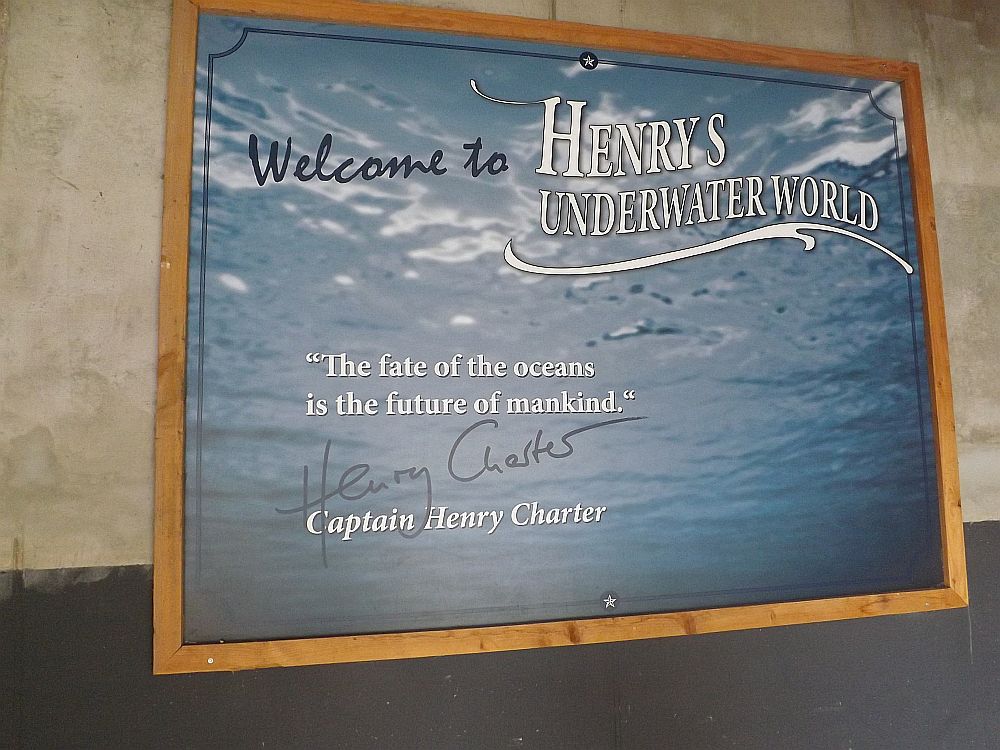 Welcome to HENRYS
UNDERWATER WORLD
“The fate of the oceans
is the future of mankind.“
Henry Charter
Captain Henry Charter